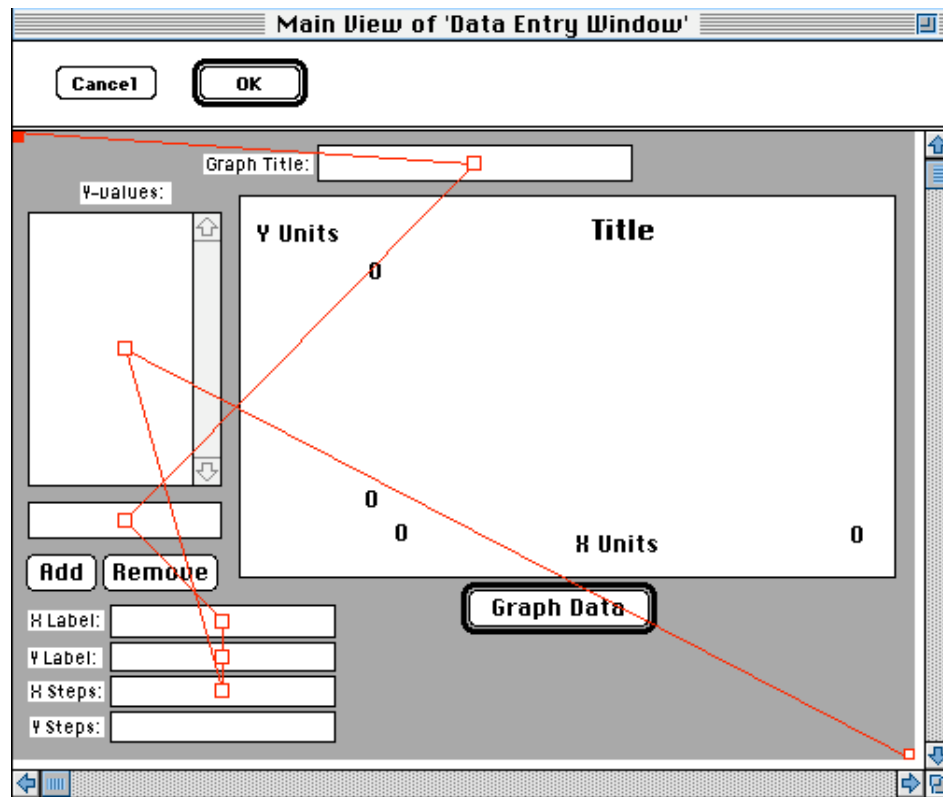 Main View of 'Data Entry Window'
Cancel
OK
Graph Title:
Y-values:
Y Units
Title
0
0
0
X Units
0
Add
Remove
Graph Data
X Label:
Y Label:
X Steps:
Y Steps: